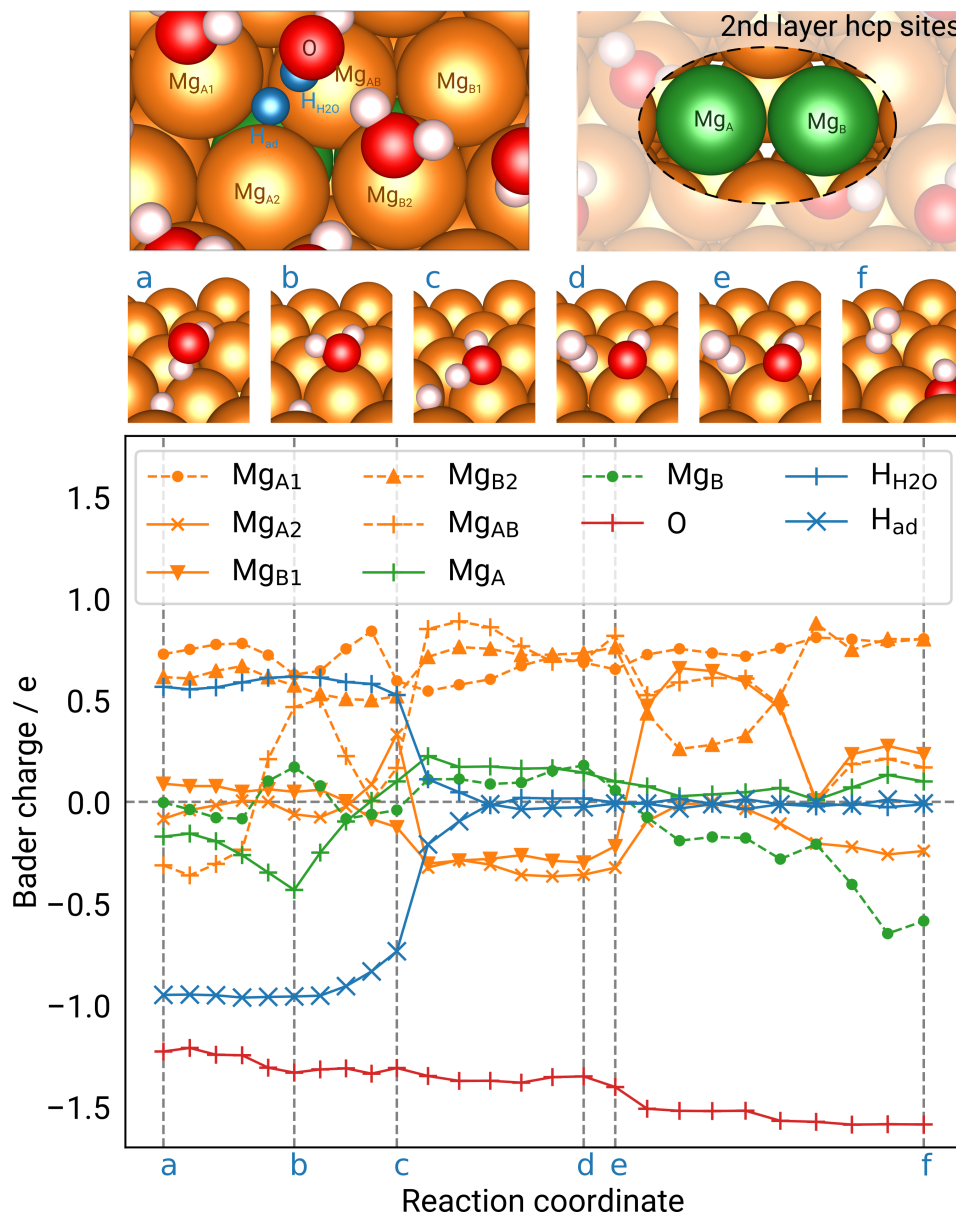 2nd layer hcp sites
O
Mg_A1
Mg_AB
Mg_B1
H_H2O
H_ad
Mg_A2
Mg_B2
Mg_A
Mg_B
a b c d e f
Mg_A1 Mg_B2 Mg_B H_H2O
Mg_A2 Mg_AB O H_ad
Mg_B1 Mg_A
1.5
1.0
0.5
0.0
−0.5
−1.0
−1.5
Bader charge / e
a b c d e f
Reaction coordinate